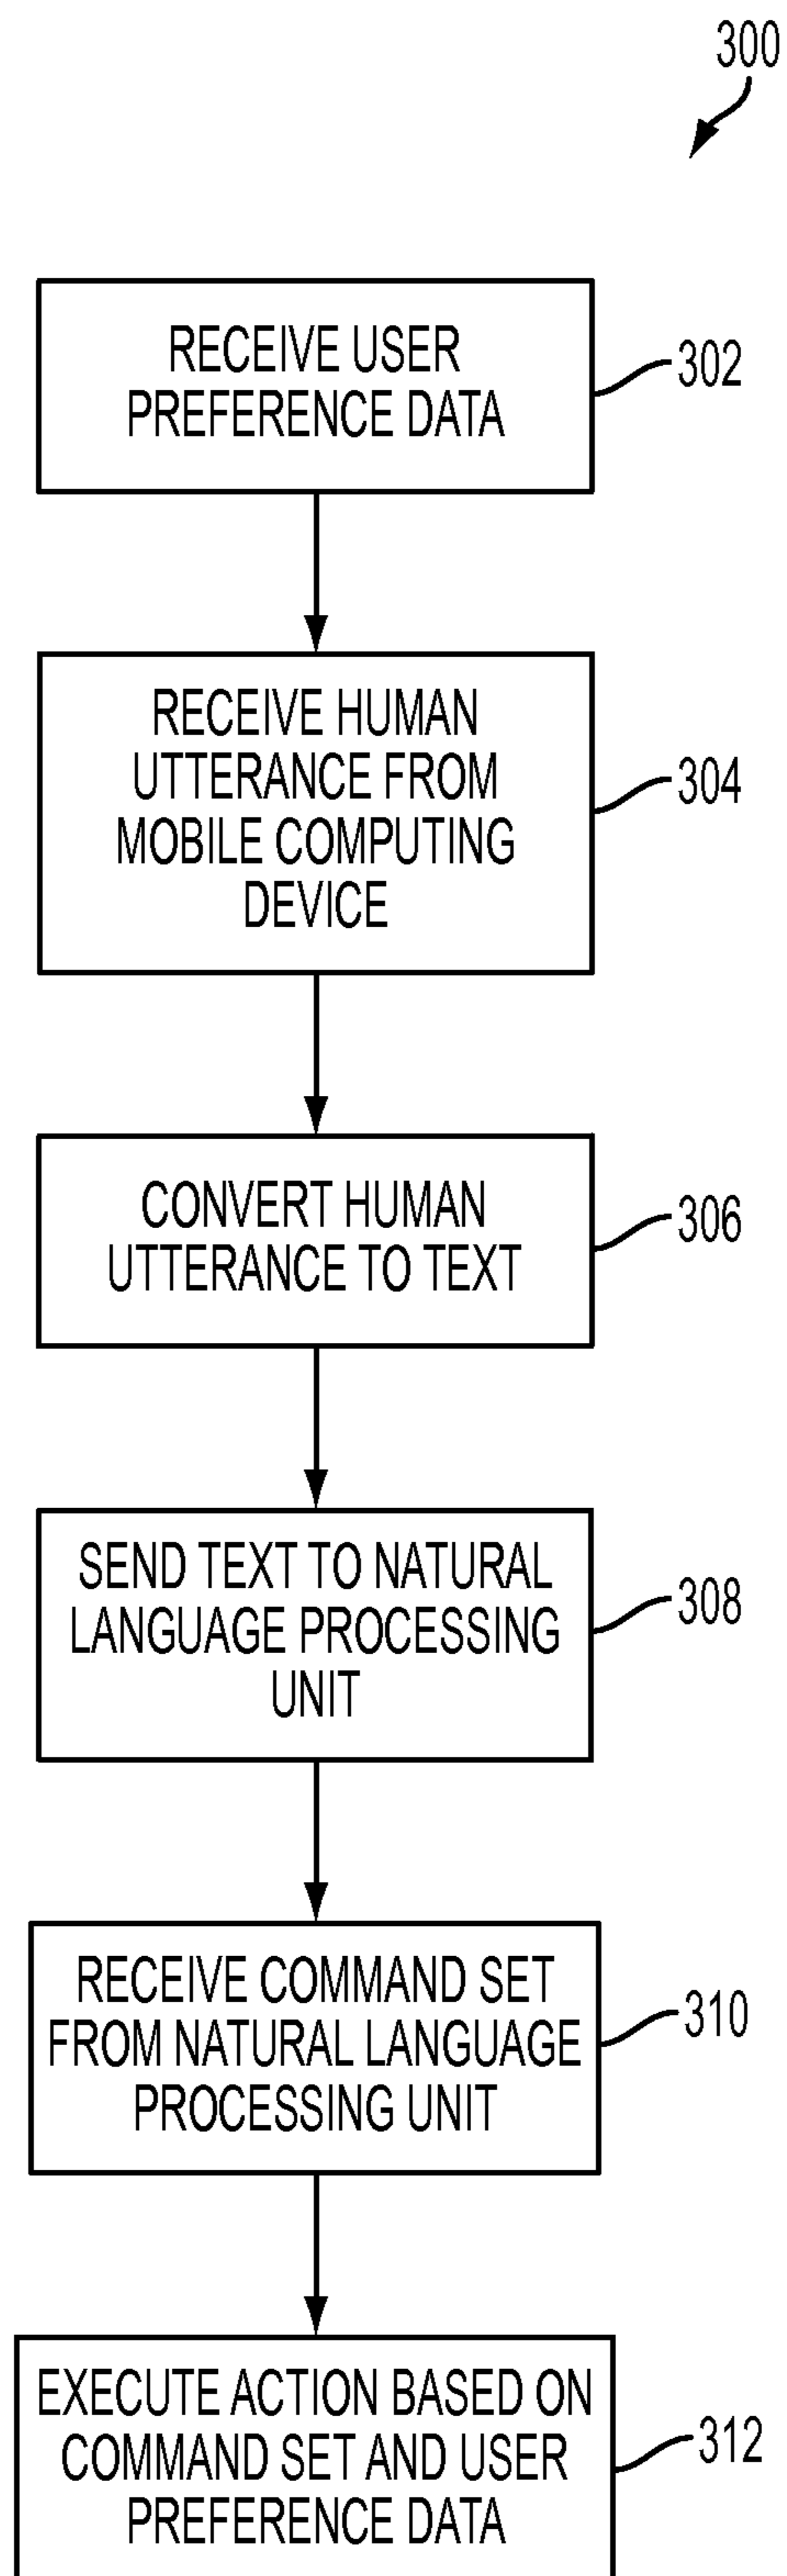 300
RECEIVE USER
PREFERENCE DATA
302
RECEIVE HUMAN
UTTERANCE FROM
MOBILE COMPUTING
DEVICE
304
CONVERT HUMAN
UTTERANCE TO TEXT
306
SEND TEXT TO NATURAL
LANGUAGE PROCESSING
UNIT
308
RECEIVE COMMAND SET
FROM NATURAL LANGUAGE
PROCESSING UNIT
310
EXECUTE ACTION BASED ON
COMMAND SET AND USER
PREFERENCE DATA
312